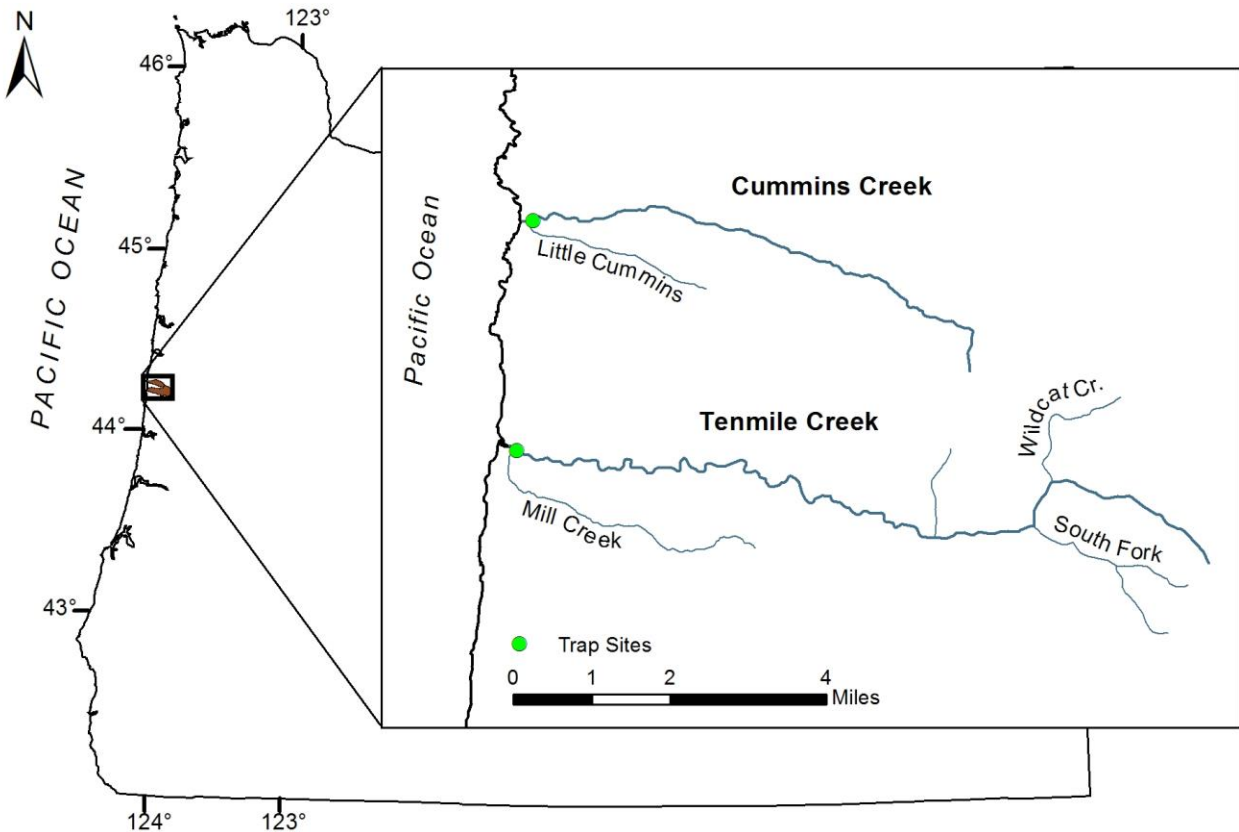 N
123°
46°
45°
44°
43°
124°
123°
PACIFIC OCEAN
Pacific Ocean
Cummins Creek
Little Cummins
Tenmile Creek
Wildcat Cr.
Mill Creek
South Fork
Trap Sites
0 1 2 4
Miles